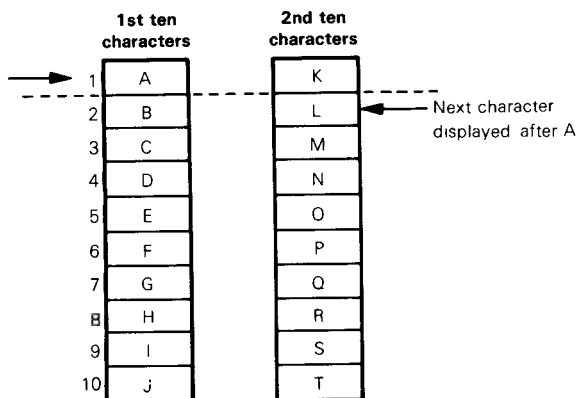 1st ten 2nd ten
characters characters
1 A K
2 B L Next character
displayed after A
3 C M
4 D N
5 E O
6 F P
7 G Q
8 H R
9 I S
10 J T